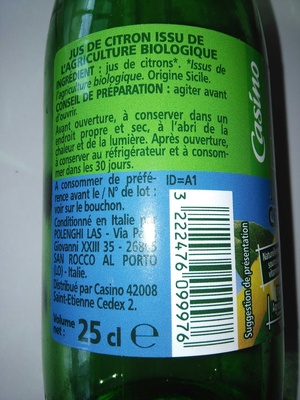 JUS DE CITRON ISSU DE
L'AGRICULTURE BIOLOGIQUE
INGRÉDIENT : jus de citrons*. *Issus de
l'agriculture biologique. Origine Sicile.
CONSEIL DE PRÉPARATION : agiter avant
d'ouvrir.
Avant ouverture, à conserver dans un
endroit propre et sec, à l'abri de la
chaleur et de la lumière. Après ouverture,
à conserver au réfrigérateur et à consom-
mer dans les 30 jours.
A consommer de préfé-
rence avant le / N° de lot :
voir sur le bouchon.
Conditionné en Italie par
POLENGHI LAS - Via Papa
Giovanni XXIII 35 - 26865
SAN ROCCO AL PORTO
(LO) - Italie.
Distribué par Casino 42008
Saint-Etienne Cedex 2.
Volume
net : 25 cl e
ID=A1
3 222476 099976
Suggestion de présentation
Casino